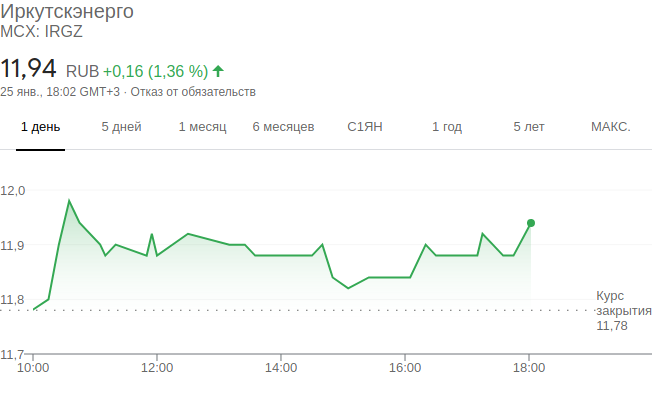 Иркутскэнерго
MCX: IRGZ
11,94 RUB +0,16 (1,36 %)
25 янв., 18:02 GMT+3 · Отказ от обязательств
1 день 5 дней 1 месяц 6 месяцев С1ЯН 1 год 5 лет МАКС.
12,0
11,9
11,8
Курс
закрытия
11,78
11,7
10:00 12:00 14:00 16:00 18:00